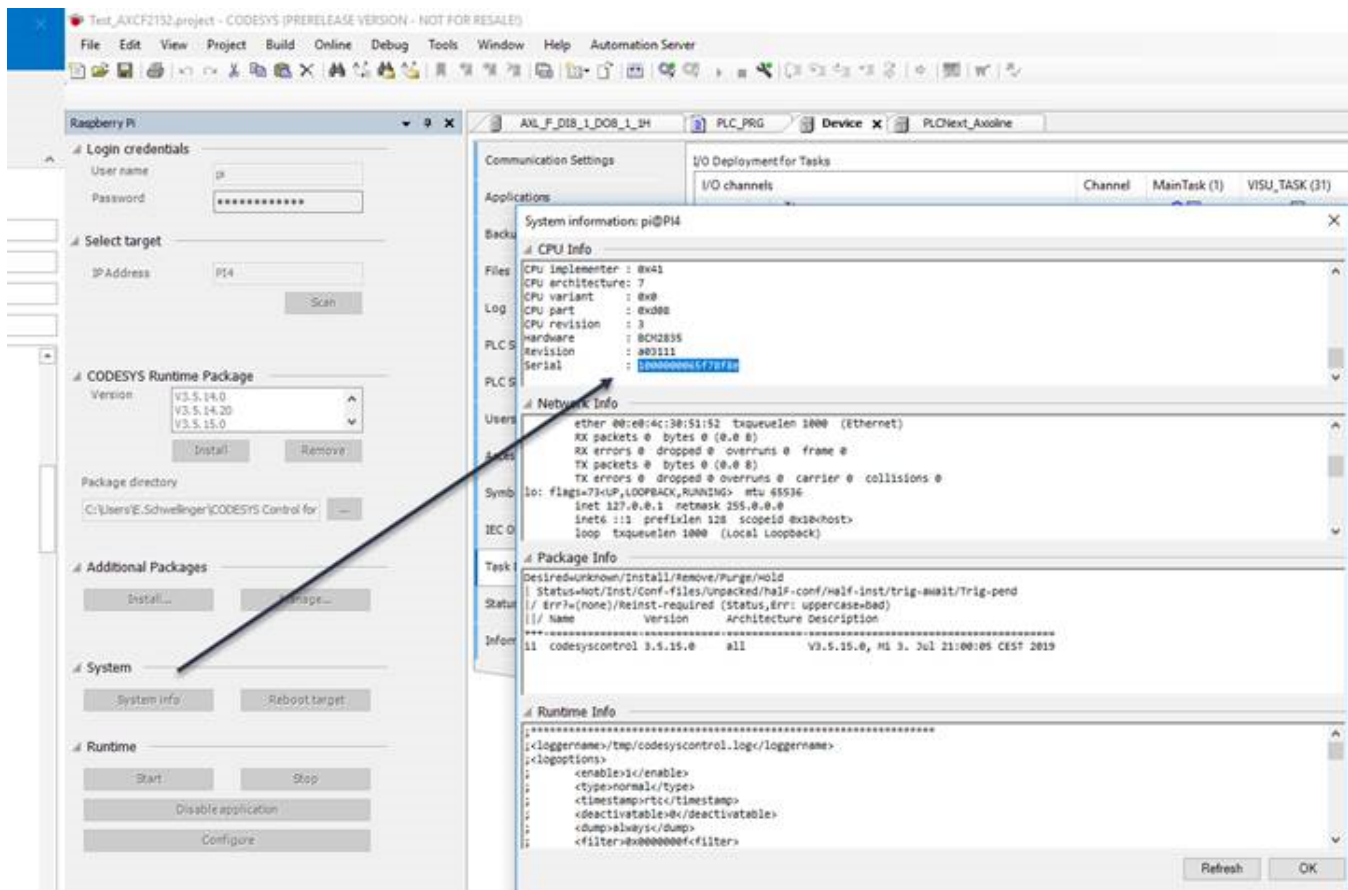 Test_AXCF2152.project - CODESYS (PRERELEASE VERSION - NOT FOR RESALE!)
File Edit View Project Build Online Debug Tools Window Help Automation Server
Raspberry Pi
Login credentials
User name pi
Password ●●●●●●●●●●●●
Select target
IP Address PI4
Scan
CODESYS Runtime Package
Version V3.5.14.0
V3.5.14.20
V3.5.15.0
Install Remove
Package directory
C:\Users\E.Schwellinger\CODESYS Control for ...
Additional Packages
Install... Manage...
System
System info Reboot target
Runtime
Start Stop
Disable application
Configure
AXL_F_DI8_1_DO8_1_1H PLC_PRG Device PLCNext_Axioline
Communication Settings
Applications
Backu
Files
Log
PLC S
PLC S
Users
Symb
IEC O
Task
Status
Inform
I/O Deployment for Tasks
I/O channels Channel MainTask (1) VISU_TASK (31)
System information: pi@PI4
CPU Info
CPU implementer : 0x41
CPU architecture: 7
CPU variant : 0x0
CPU part : 0xd08
CPU revision : 3
Hardware : BCM2835
Revision : a03111
Serial :
Network Info
ether 00:e0:4c:30:51:52 txqueuelen 1000 (Ethernet)
RX packets 0 bytes 0 (0.0 B)
RX errors 0 dropped 0 overruns 0 frame 0
TX packets 0 bytes 0 (0.0 B)
TX errors 0 dropped 0 overruns 0 carrier 0 collisions 0
lo: flags=73<UP,LOOPBACK,RUNNING> mtu 65536
inet 127.0.0.1 netmask 255.0.0.0
inet6 ::1 prefixlen 128 scopeid 0x10<host>
loop txqueuelen 1000 (Local Loopback)
Package Info
Desired=Unknown/Install/Remove/Purge/Hold
| Status=Not/Inst/Conf-files/Unpacked/halF-conf/Half-inst/trig-aWait/Trig-pend
|/ Err?=(none)/Reinst-required (Status,Err: uppercase=bad)
||/ Name Version Architecture Description
+++-===================================================================
ii codesyscontrol 3.5.15.0 all V3.5.15.0, Mi 3. Jul 21:00:05 CEST 2019
Runtime Info
;******************************************************************
;<loggername>/tmp/codesyscontrol.log</loggername>
;<logoptions>
; <enable>1</enable>
; <type>normal</type>
; <timestamp>rtc</timestamp>
; <deactivatable>0</deactivatable>
; <dump>always</dump>
; <filter>0x0000000f<filter>
Refresh OK